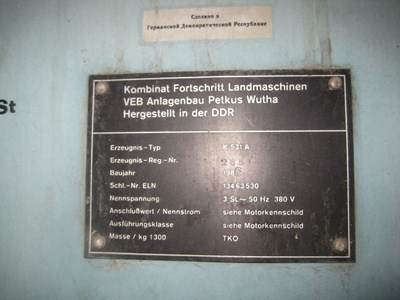 Сделано в
Германской Демократической Республике
St
Kombinat Fortschritt Landmaschinen
VEB Anlagenbau Petkus Wutha
Hergestellt in der DDR
Erzeugnis-Typ K 531 A
Erzeugnis-Reg.-Nr.
Baujahr
Schl.-Nr. ELN 13463530
Nennspannung 3 SL~ 50 Hz 380 V
Anschlußwert / Nennstrom siehe Motorkennschild
Ausführungsklasse siehe Motorkennschild
Masse / kg 1300 TKO